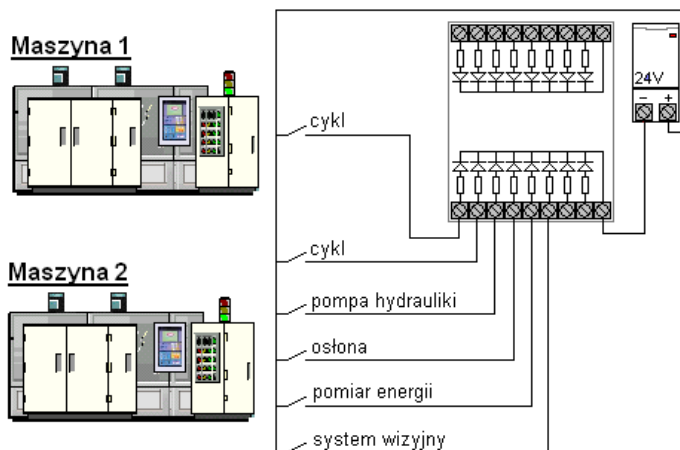 Maszyna 1
cykl
24V
- +
cykl
Maszyna 2
pompa hydrauliki
osłona
pomiar energii
system wizyjny